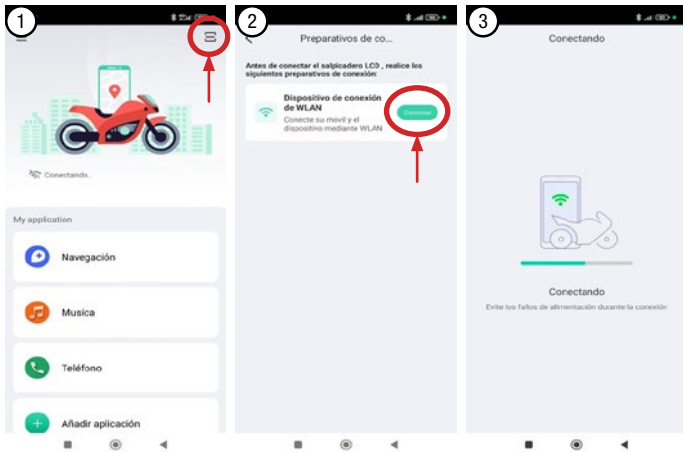 1
Conectando..
My application
Navegación
Musica
Teléfono
Añadir aplicación
2
Preparativos de co...
Antes de conectar el salpicadero LCD , realice los
siguientes preparativos de conexión:
Dispositivo de conexión
de WLAN
Conecte su móvil y el
dispositivo mediante WLAN
Conectar
3
Conectando
Conectando
Evite los fallos de alimentación durante la conexión